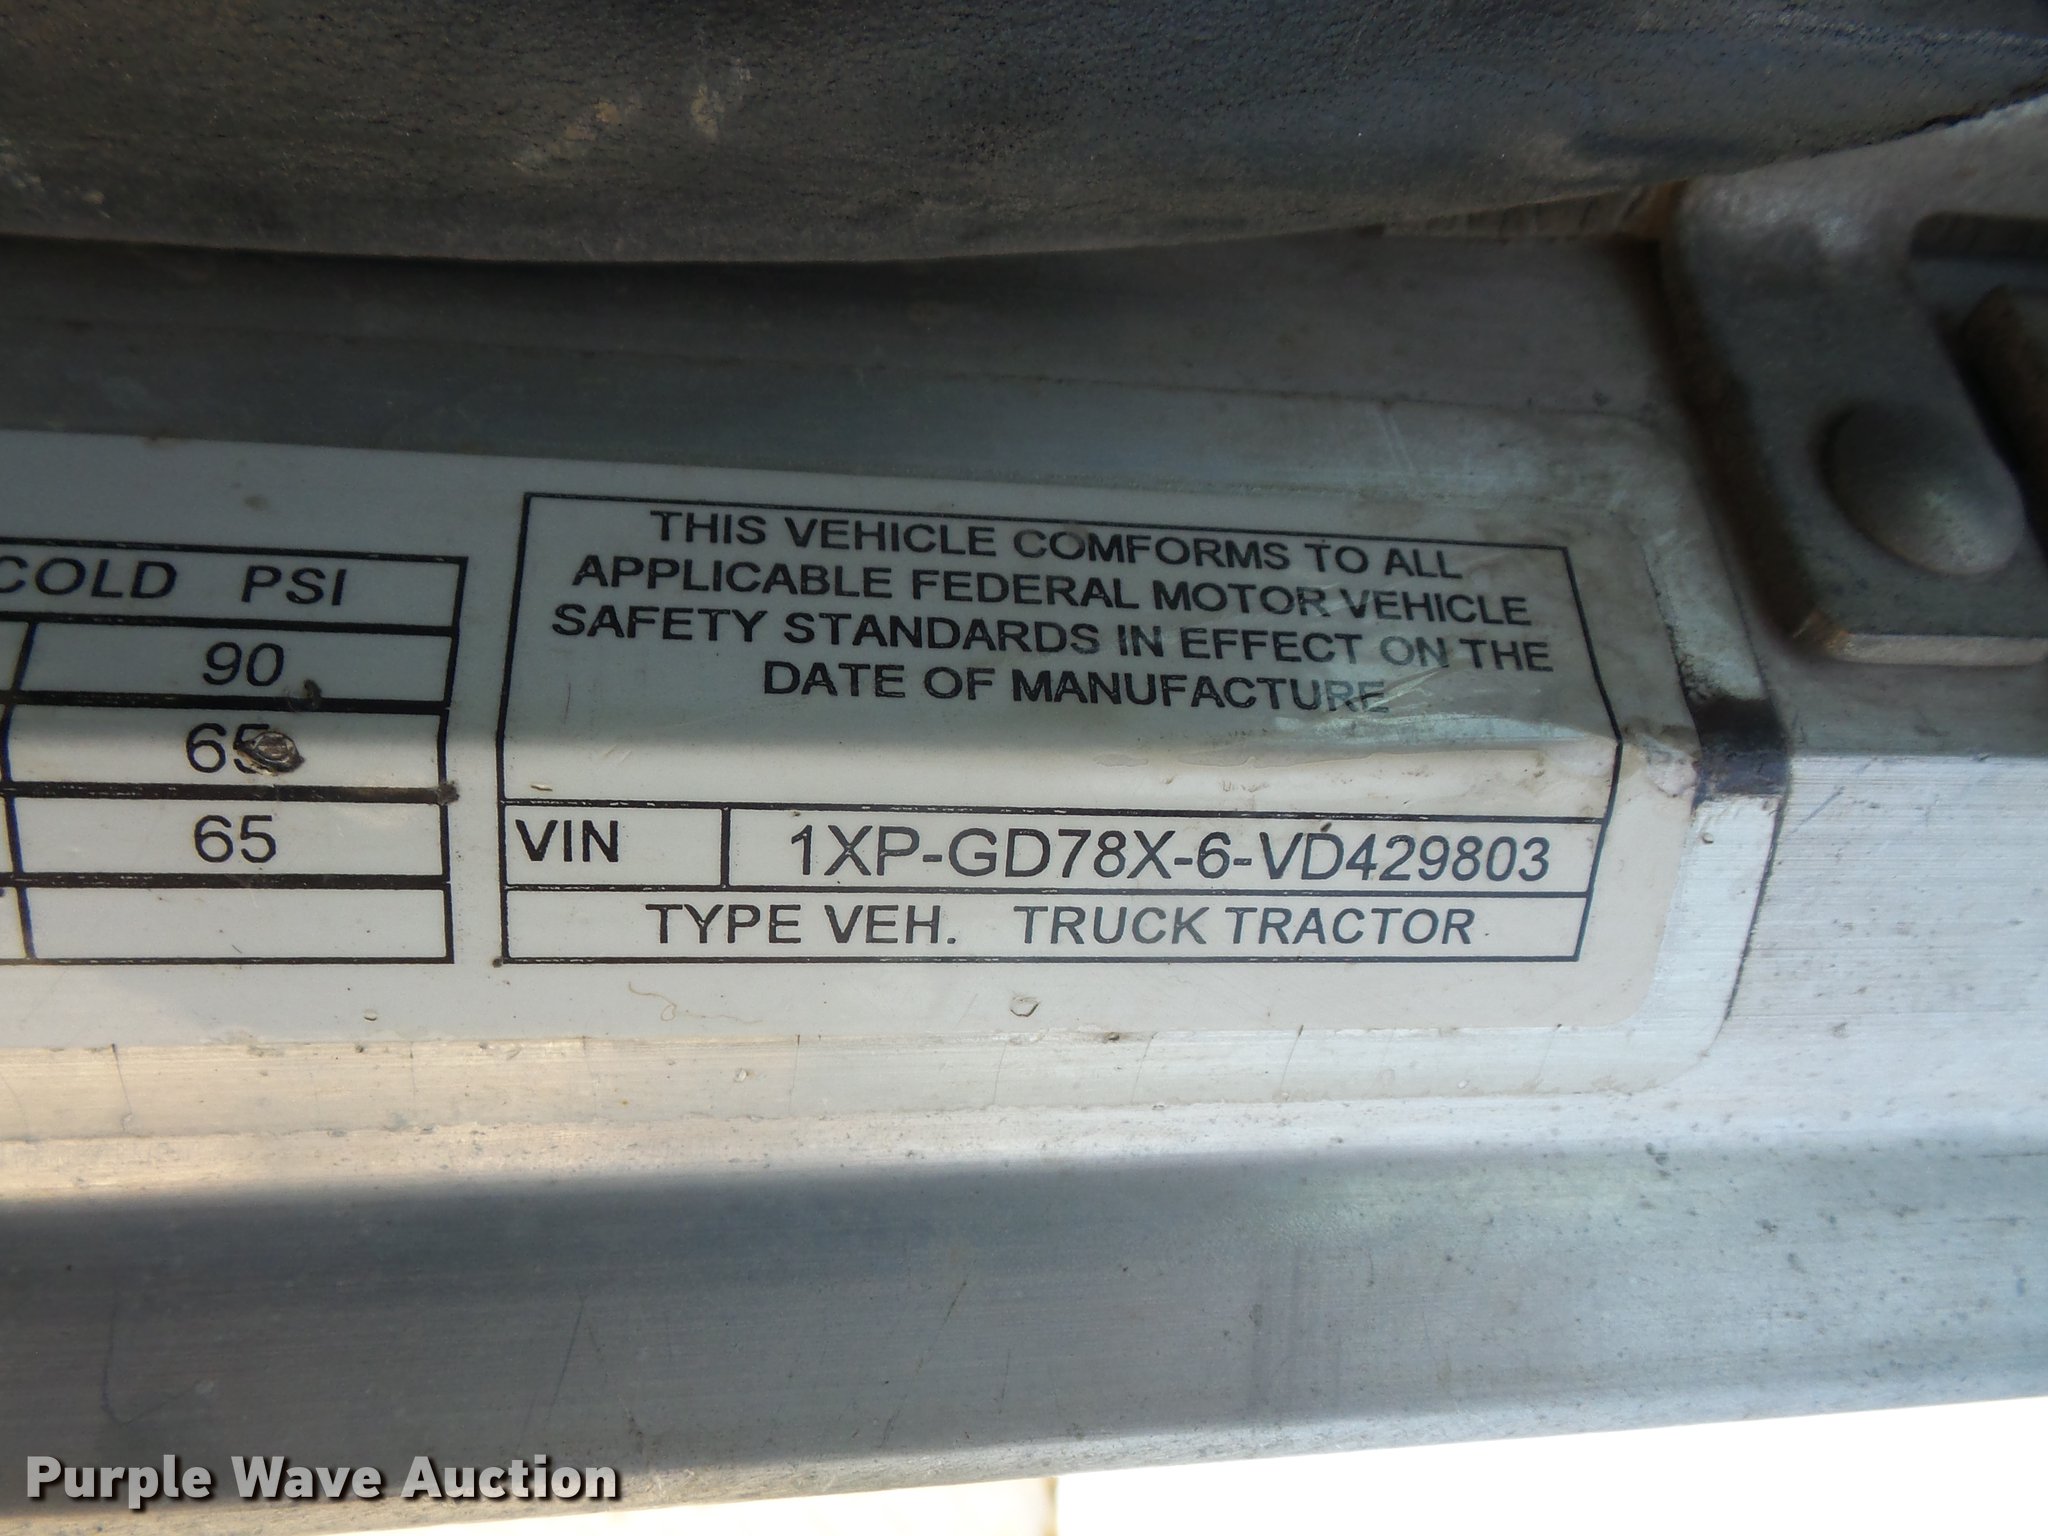 COLD PSI
90
65
65
THIS VEHICLE COMFORMS TO ALL
APPLICABLE FEDERAL MOTOR VEHICLE
SAFETY STANDARDS IN EFFECT ON THE
DATE OF MANUFACTURE
VIN 1XP-GD78X-6-VD429803
TYPE VEH. TRUCK TRACTOR
Purple Wave Auction